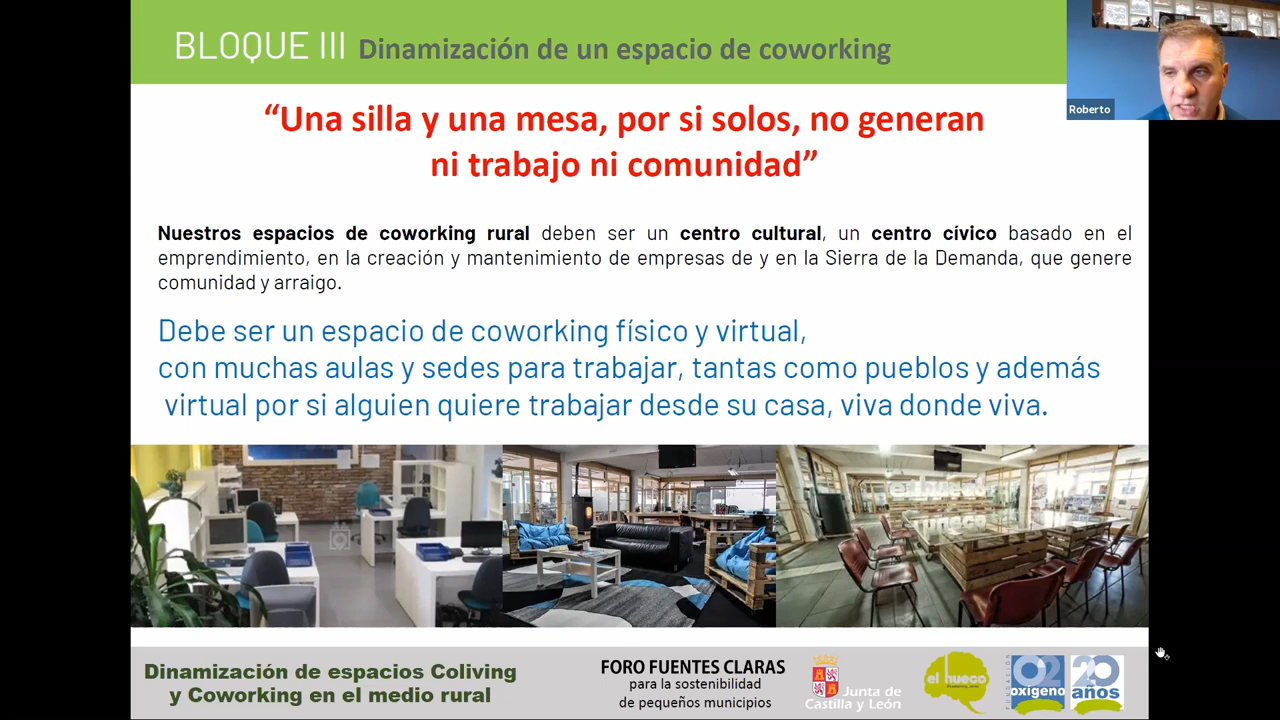 BLOQUE III Dinamización de un espacio de coworking
Roberto
“Una silla y una mesa, por si solos, no generan
ni trabajo ni comunidad”
Nuestros espacios de coworking rural deben ser un centro cultural, un centro cívico basado en el
emprendimiento, en la creación y mantenimiento de empresas de y en la Sierra de la Demanda, que genere
comunidad y arraigo.
Debe ser un espacio de coworking físico y virtual,
con muchas aulas y sedes para trabajar, tantas como pueblos y además
virtual por si alguien quiere trabajar desde su casa, viva donde viva.
el hueco
Dinamización de espacios Coliving
y Coworking en el medio rural
FORO FUENTES CLARAS
para la sostenibilidad
de pequeños municipios
Junta de
Castilla y León
el hueco
FUNDACIÓN
O2
oxígeno
20
años